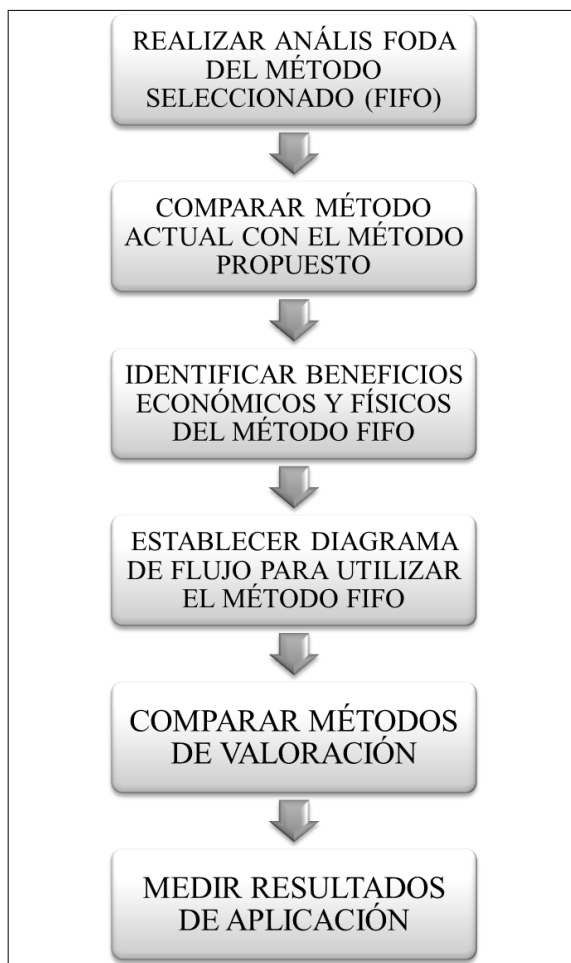 REALIZAR ANÁLIS FODA
DEL MÉTODO
SELECCIONADO (FIFO)
COMPARAR MÉTODO
ACTUAL CON EL MÉTODO
PROPUESTO
IDENTIFICAR BENEFICIOS
ECONÓMICOS Y FÍSICOS
DEL MÉTODO FIFO
ESTABLECER DIAGRAMA
DE FLUJO PARA UTILIZAR
EL MÉTODO FIFO
COMPARAR MÉTODOS
DE VALORACIÓN
MEDIR RESULTADOS
DE APLICACIÓN